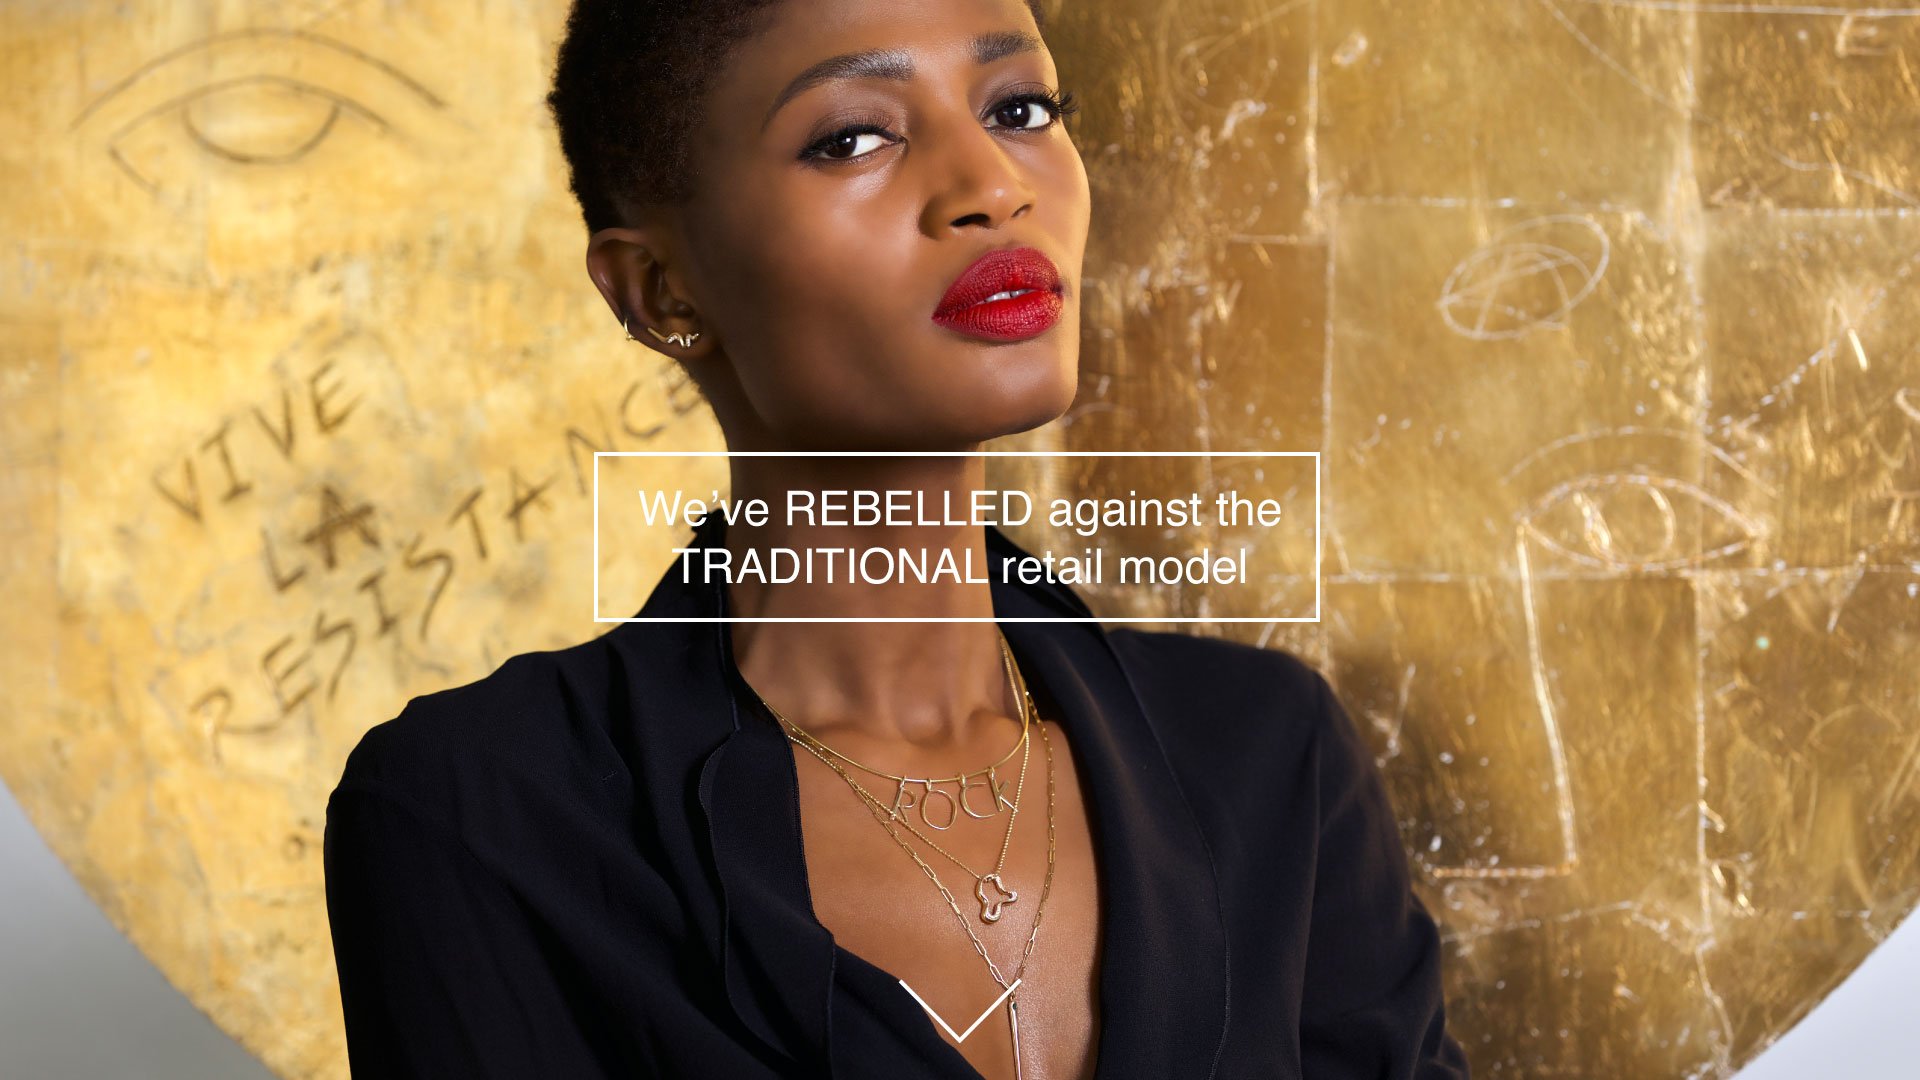 VIVE
LA
RESISTANCE
We've REBELLED against the
TRADITIONAL retail model
ROCK